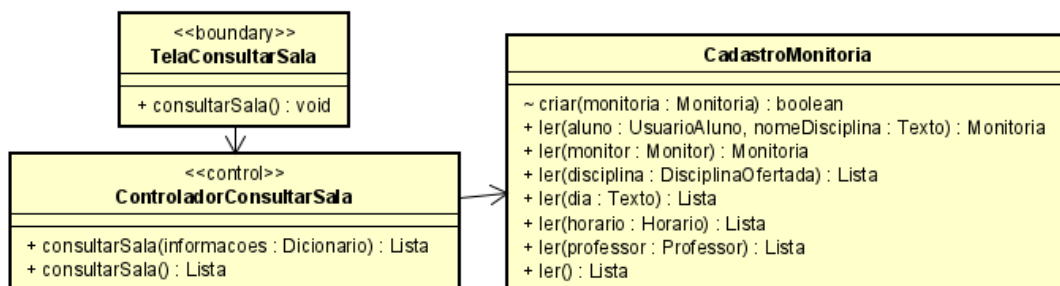 <<boundary>>
TelaConsultarSala
+ consultarSala() : void
<<control>>
ControladorConsultarSala
+ consultarSala(informacoes : Dicionario) : Lista
+ consultarSala() : Lista
CadastroMonitoria
~ criar(monitoria : Monitoria) : boolean
+ ler(aluno : UsuarioAluno, nomeDisciplina : Texto) : Monitoria
+ ler(monitor : Monitor) : Monitoria
+ ler(disciplina : DisciplinaOfertada) : Lista
+ ler(dia : Texto) : Lista
+ ler(horario : Horario) : Lista
+ ler(professor : Professor) : Lista
+ ler() : Lista